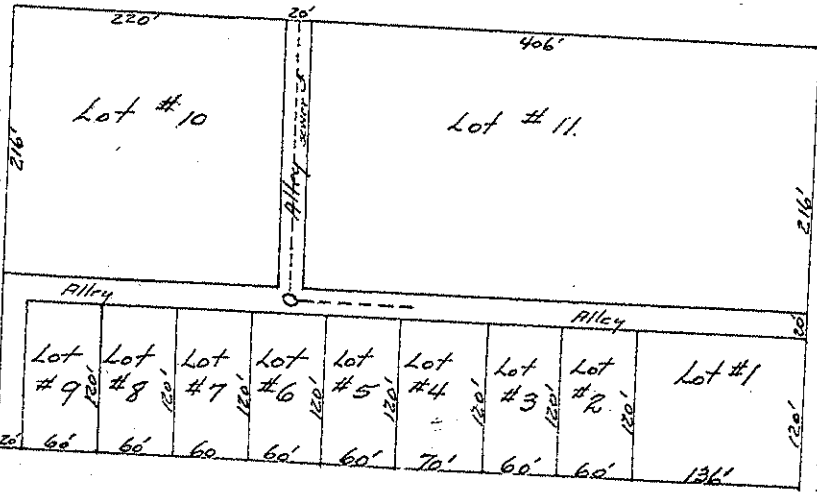 220'
20'
406'
Lot #10
Alley
sewer
Lot # 11.
216'
216'
Alley
Alley
20'
Lot #9
120'
Lot #8
120'
Lot #7
120'
Lot #6
120'
Lot #5
120'
Lot #4
120'
Lot #3
120'
Lot #2
120'
Lot #1
120'
20'
60'
60'
60
60'
60'
70'
60'
60'
136'